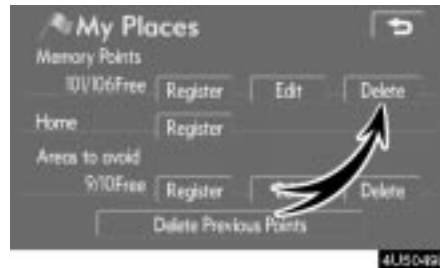 My Places
Memory Points
101/106Free Register Edit Delete
Home Register
Areas to avoid
9/10Free Register Delete
Delete Previous Points